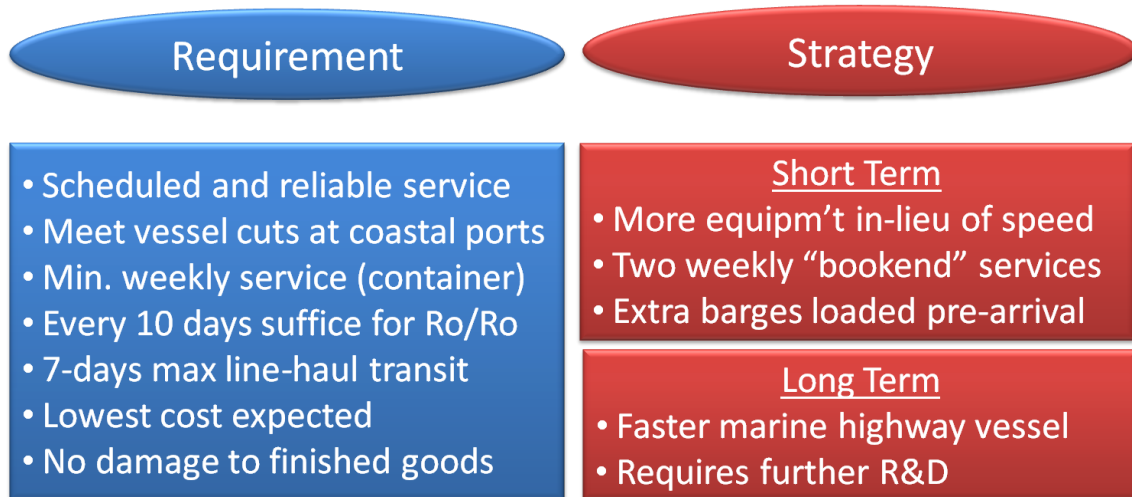 Requirement
• Scheduled and reliable service
• Meet vessel cuts at coastal ports
• Min. weekly service (container)
• Every 10 days suffice for Ro/Ro
• 7-days max line-haul transit
• Lowest cost expected
• No damage to finished goods
Strategy
Short Term
• More equipm’t in-lieu of speed
• Two weekly “bookend” services
• Extra barges loaded pre-arrival
Long Term
• Faster marine highway vessel
• Requires further R&D